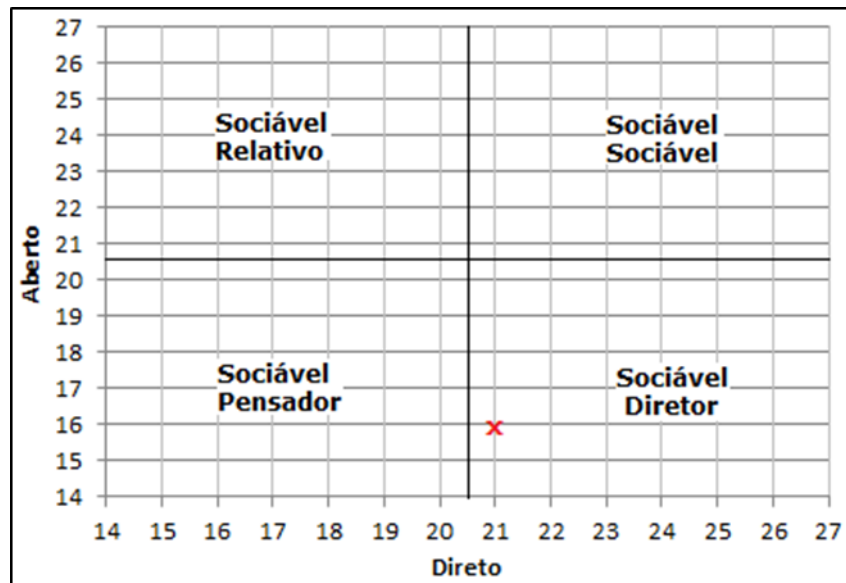 27
26
25
24
23
22
21
20
19
18
17
16
15
14
Aberto
Sociável
Relativo
Sociável
Sociável
Sociável
Pensador
Sociável
Diretor
x
14 15 16 17 18 19 20 21 22 23 24 25 26 27
Direto